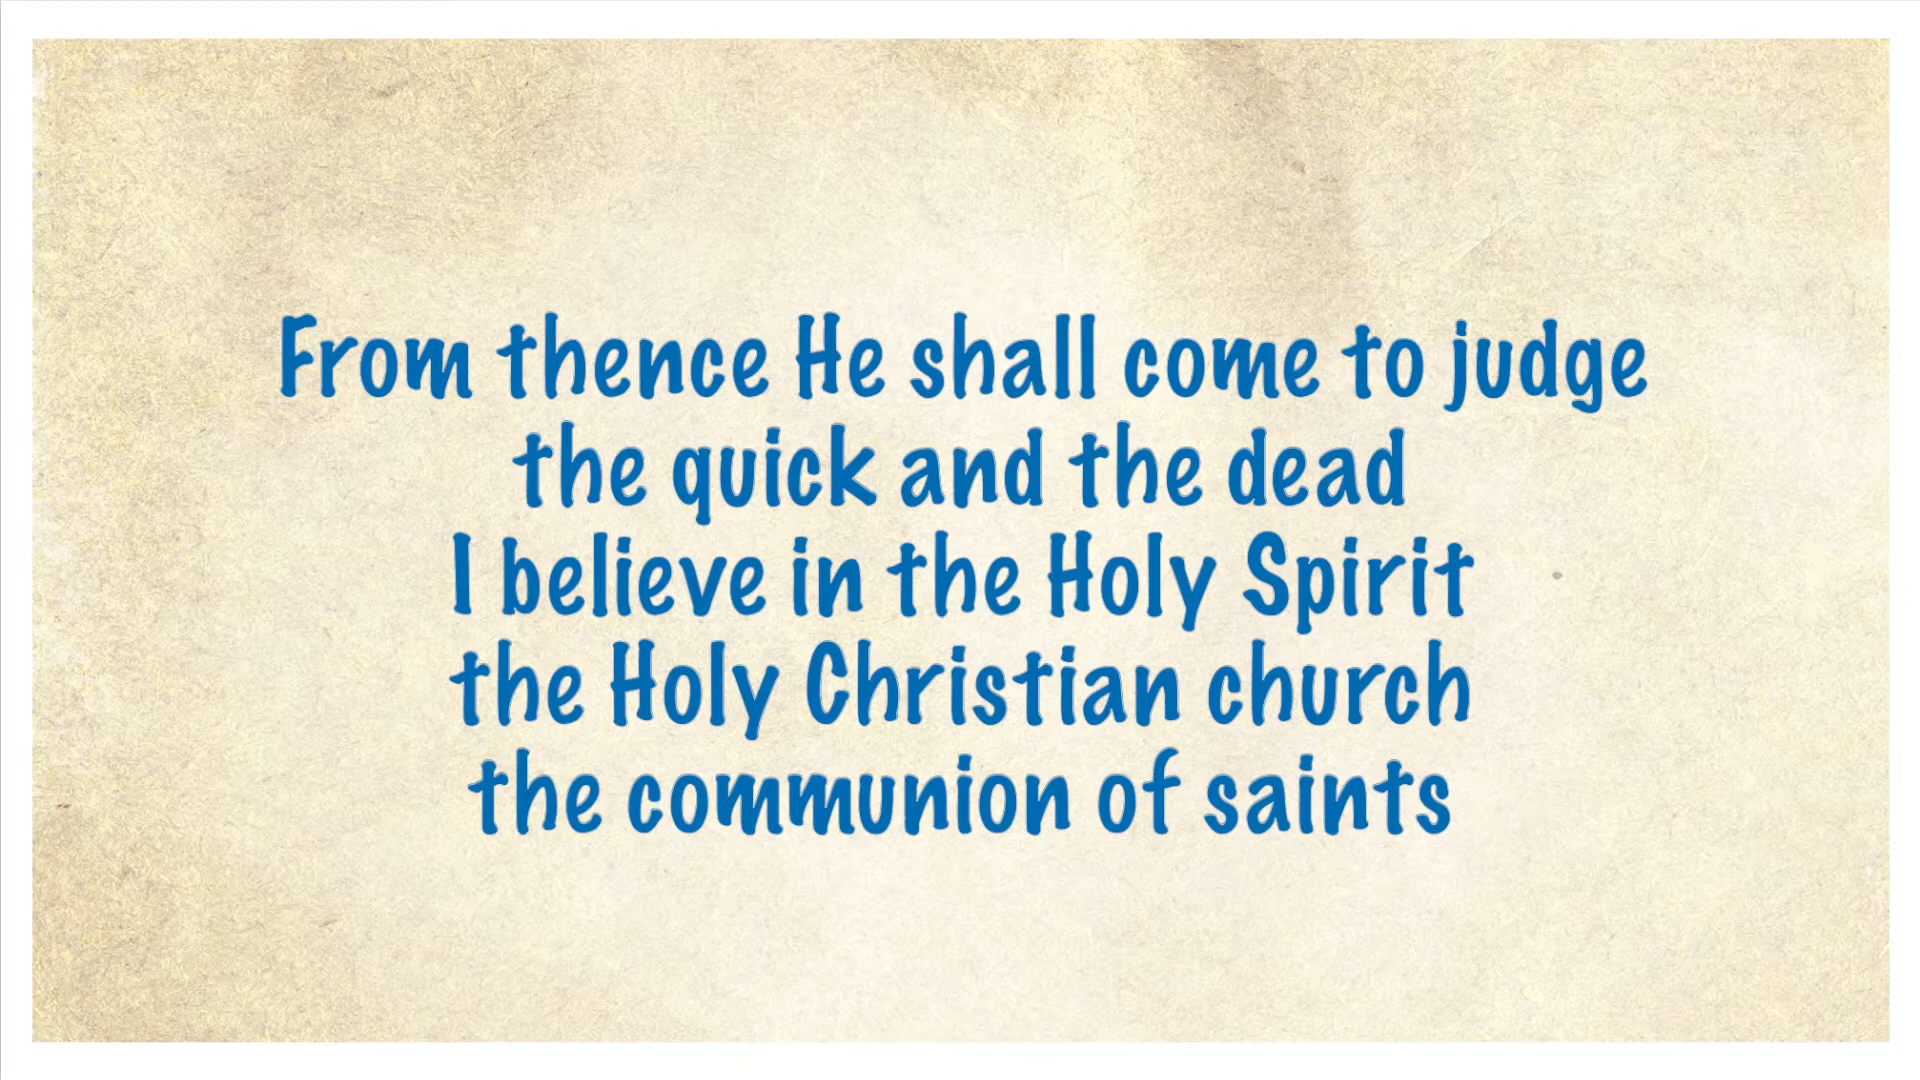 From thence He shall come to judge
the quick and the dead
I believe in the Holy Spirit
the Holy Christian church
the communion of saints